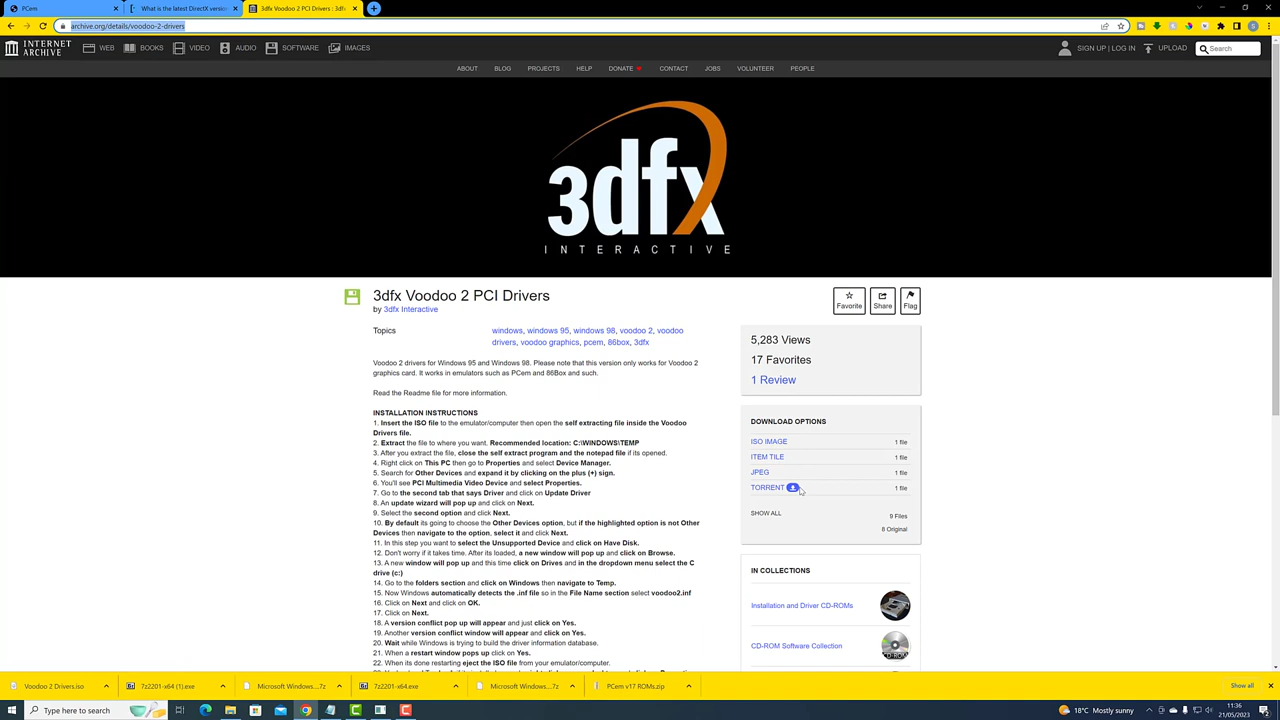 PCem
What is the latest DirectX version
3dfx Voodoo 2 PCI Drivers : 3dfx
archive.org/details/voodoo-2-drivers
INTERNET ARCHIVE
WEB BOOKS VIDEO AUDIO SOFTWARE IMAGES
SIGN UP | LOG IN UPLOAD Search
ABOUT BLOG PROJECTS HELP DONATE CONTACT JOBS VOLUNTEER PEOPLE
3dfx
INTERACTIVE
3dfx Voodoo 2 PCI Drivers
by 3dfx Interactive
Favorite Share Flag
Topics windows, windows 95, windows 98, voodoo 2, voodoo
drivers, voodoo graphics, pcem, 86box, 3dfx
Voodoo 2 drivers for Windows 95 and Windows 98. Please note that this version only works for Voodoo 2
graphics card. It works in emulators such as PCem and 86Box and such.
Read the Readme file for more information.
INSTALLATION INSTRUCTIONS
1. Insert the ISO file to the emulator/computer then open the self extracting file inside the Voodoo
Drivers file.
2. Extract the file to where you want. Recommended location: C:\WINDOWS\TEMP
3. After you extract the file, close the self extract program and the notepad file if its opened.
4. Right click on This PC then go to Properties and select Device Manager.
5. Search for Other Devices and expand it by clicking on the plus (+) sign.
6. You'll see PCI Multimedia Video Device and select Properties.
7. Go to the second tab that says Driver and click on Update Driver
8. An update wizard will pop up and click on Next.
9. Select the second option and click Next.
10. By default its going to choose the Other Devices option, but if the highlighted option is not Other
Devices then navigate to the option, select it and click Next.
11. In this step you want to select the Unsupported Device and click on Have Disk.
12. Don't worry if it takes time. After its loaded, a new window will pop up and click on Browse.
13. A new window will pop up and this time click on Drives and in the dropdown menu select the C
drive (c:)
14. Go to the folders section and click on Windows then navigate to Temp.
15. Now Windows automatically detects the .inf file so in the File Name section select voodoo2.inf
16. Click on Next and click on OK.
17. Click on Next.
18. A version conflict pop up will appear and just click on Yes.
19. Another version conflict window will appear and click on Yes.
20. Wait while Windows is trying to build the driver information database.
21. When a restart window pops up click on Yes.
22. When its done restarting eject the ISO file from your emulator/computer.
5,283 Views
17 Favorites
1 Review
DOWNLOAD OPTIONS
ISO IMAGE 1 file
ITEM TILE 1 file
JPEG 1 file
TORRENT 1 file
SHOW ALL 9 Files
8 Original
IN COLLECTIONS
Installation and Driver CD-ROMs
CD-ROM Software Collection
Voodoo 2 Drivers.iso
7z2201-x64 (1).exe
Microsoft Windows....7z
7z2201-x64.exe
Microsoft Windows....7z
PCem v17 ROMs.zip
Show all
Type here to search
18°C Mostly sunny
11:36
21/05/2023